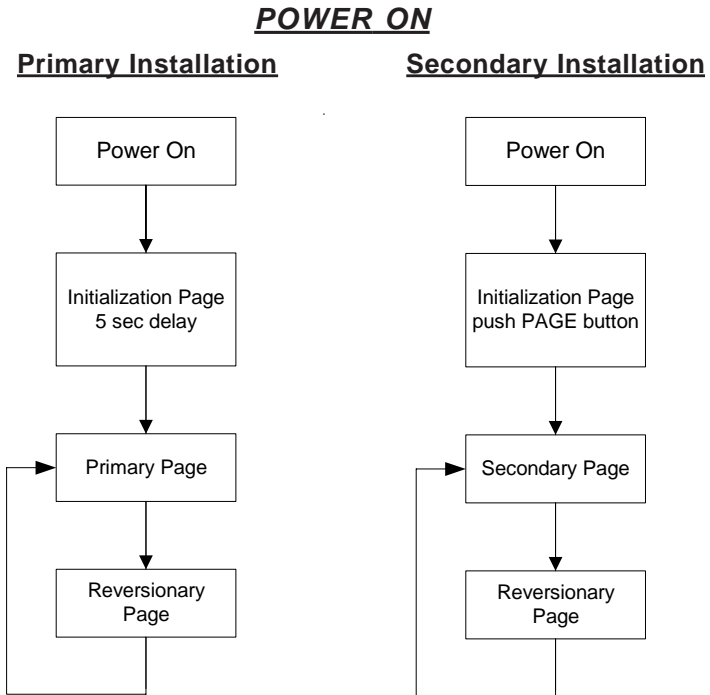 POWER ON
Primary Installation
Power On
Initialization Page
5 sec delay
Primary Page
Reversionary
Page
Secondary Installation
Power On
Initialization Page
push PAGE button
Secondary Page
Reversionary
Page